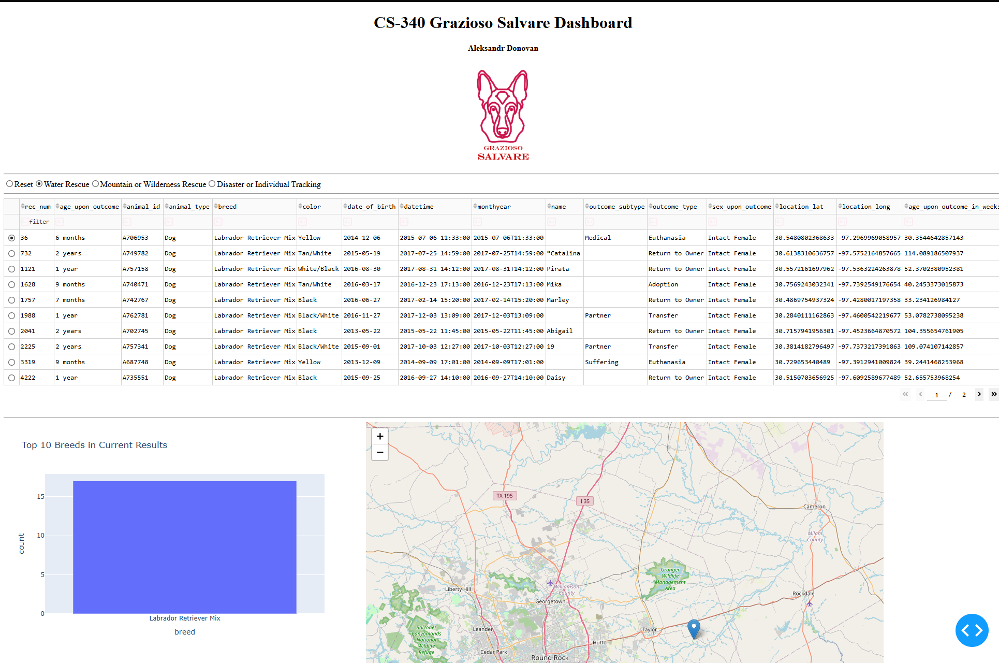 CS-340 Grazioso Salvare Dashboard
Aleksandr Donovan
GRAZIOSO
SALVARE
Reset Water Rescue Mountain or Wilderness Rescue Disaster or Individual Tracking
rec_num age_upon_outcome animal_id animal_type breed color date_of_birth datetime monthyear name outcome_subtype outcome_type sex_upon_outcome location_lat location_long age_upon_outcome_in_weeks
Aa filter Aa Aa Aa Aa Aa Aa Aa Aa Aa Aa Aa Aa Aa Aa Aa
36 6 months A706953 Dog Labrador Retriever Mix Yellow 2014-12-06 2015-07-06 11:33:00 2015-07-06T11:33:00 Medical Euthanasia Intact Female 30.5480802368633 -97.2969969058957 30.3544642857143
732 2 years A749782 Dog Labrador Retriever Mix Tan/White 2015-05-19 2017-07-25 14:59:00 2017-07-25T14:59:00 *Catalina Return to Owner Intact Female 30.6138310636757 -97.5752164857665 114.089186507937
1121 1 year A757158 Dog Labrador Retriever Mix White/Black 2016-08-30 2017-08-31 14:12:00 2017-08-31T14:12:00 Pirata Return to Owner Intact Female 30.5572161697962 -97.5363224263878 52.3702380952381
1628 9 months A740471 Dog Labrador Retriever Mix Tan/White 2016-03-17 2016-12-23 17:13:00 2016-12-23T17:13:00 Mika Adoption Intact Female 30.7569243032341 -97.7392549176654 40.2453373015873
1757 7 months A742767 Dog Labrador Retriever Mix Black 2016-06-27 2017-02-14 15:20:00 2017-02-14T15:20:00 Marley Return to Owner Intact Female 30.4869754937324 -97.4280017197358 33.234126984127
1988 1 year A762781 Dog Labrador Retriever Mix Black/White 2016-11-27 2017-12-03 13:09:00 2017-12-03T13:09:00 Partner Transfer Intact Female 30.2840111162863 -97.4600542219677 53.0782738095238
2041 2 years A702745 Dog Labrador Retriever Mix Black 2013-05-22 2015-05-22 11:45:00 2015-05-22T11:45:00 Abigail Return to Owner Intact Female 30.7157941956301 -97.4523664870572 104.355654761905
2225 2 years A757341 Dog Labrador Retriever Mix Black/White 2015-09-01 2017-10-03 12:27:00 2017-10-03T12:27:00 19 Partner Transfer Intact Female 30.3814182796497 -97.7373217391863 109.074107142857
3319 9 months A687748 Dog Labrador Retriever Mix Yellow 2013-12-09 2014-09-09 17:01:00 2014-09-09T17:01:00 Suffering Euthanasia Intact Female 30.729653440489 -97.3912941009824 39.2441468253968
4222 1 year A735551 Dog Labrador Retriever Mix Black 2015-09-25 2016-09-27 14:10:00 2016-09-27T14:10:00 Daisy Return to Owner Intact Female 30.5150703656925 -97.6092589677489 52.655753968254
1 / 2
Top 10 Breeds in Current Results
15
10
5
0
count
Labrador Retriever Mix
breed
+
−
TX 195
I 35
Cameron
Milam
County
Granger
Wildlife
Management
Area
Liberty Hill
Williamson
County
Georgetown
Rockdale
Balcones
Canyonlands
National
Wildlife
Refuge
Leander
Taylor
Hutto
Cedar Park
Round Rock